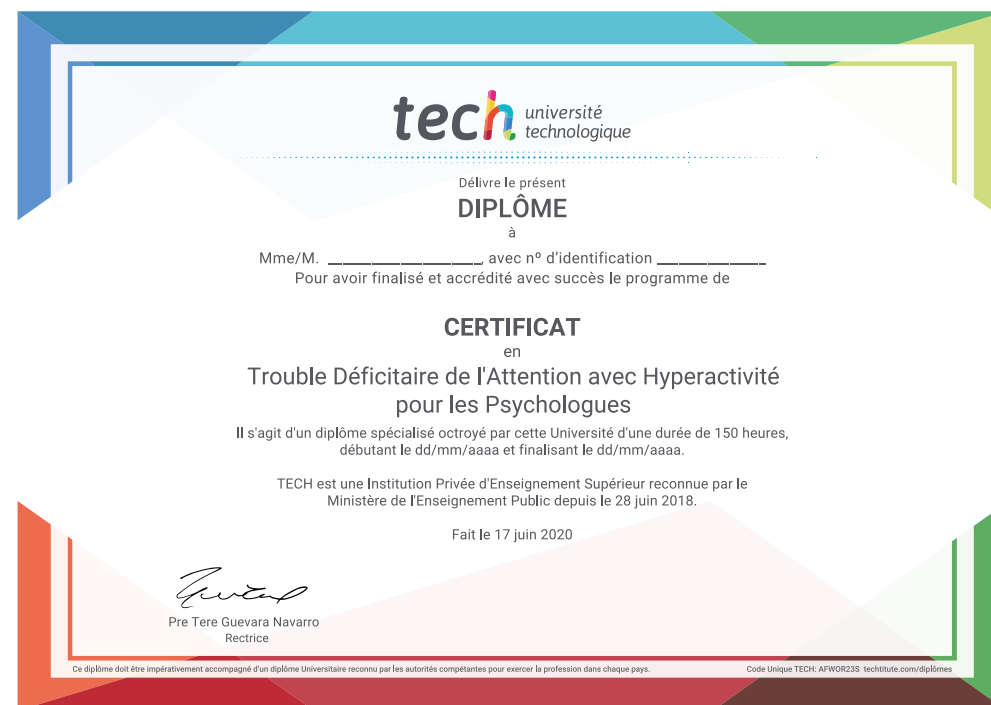 tech université
technologique
Délivre le présent
DIPLÔME
à
Mme/M. ____________________, avec nº d'identification ______________
Pour avoir finalisé et accrédité avec succès le programme de
CERTIFICAT
en
Trouble Déficitaire de l'Attention avec Hyperactivité
pour les Psychologues
Il s'agit d'un diplôme spécialisé octroyé par cette Université d'une durée de 150 heures,
débutant le dd/mm/aaaa et finalisant le dd/mm/aaaa.
TECH est une Institution Privée d'Enseignement Supérieur reconnue par le
Ministère de l'Enseignement Public depuis le 28 juin 2018.
Fait le 17 juin 2020
Pre Tere Guevara Navarro
Rectrice
Ce diplôme doit être impérativement accompagné d'un diplôme Universitaire reconnu par les autorités compétantes pour exercer la profession dans chaque pays.
Code Unique TECH: AFWOR23S techtitute.com/diplômes